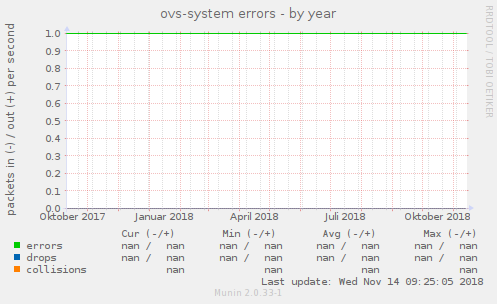 ovs-system errors - by year
RRDTOOL / TOBI OETIKER
packets in (-) / out (+) per second
1.0
0.9
0.8
0.7
0.6
0.5
0.4
0.3
0.2
0.1
0.0
Oktober 2017 Januar 2018 April 2018 Juli 2018 Oktober 2018
Cur (-/+) Min (-/+) Avg (-/+) Max (-/+)
errors nan / nan nan / nan nan / nan nan / nan
drops nan / nan nan / nan nan / nan nan / nan
collisions nan nan nan nan
Last update: Wed Nov 14 09:25:05 2018
Munin 2.0.33-1